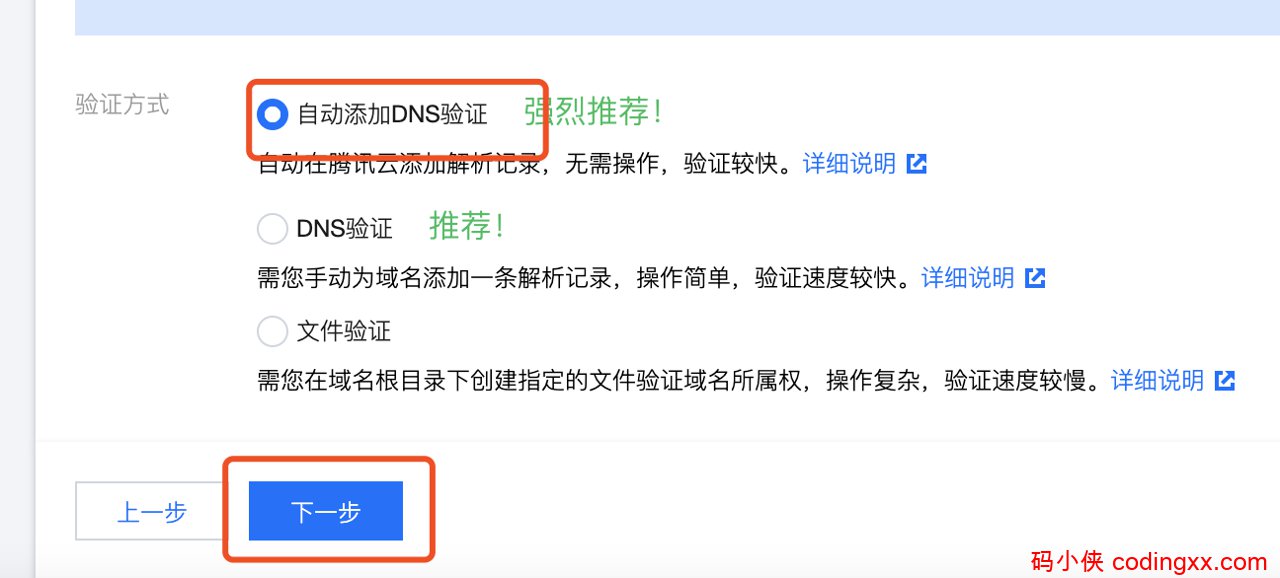 验证方式
自动添加DNS验证 强烈推荐！
自动在腾讯云添加解析记录，无需操作，验证较快。详细说明
DNS验证 推荐！
需您手动为域名添加一条解析记录，操作简单，验证速度较快。详细说明
文件验证
需您在域名根目录下创建指定的文件验证域名所属权，操作复杂，验证速度较慢。详细说明
上一步 下一步
码小侠 codingxx.com